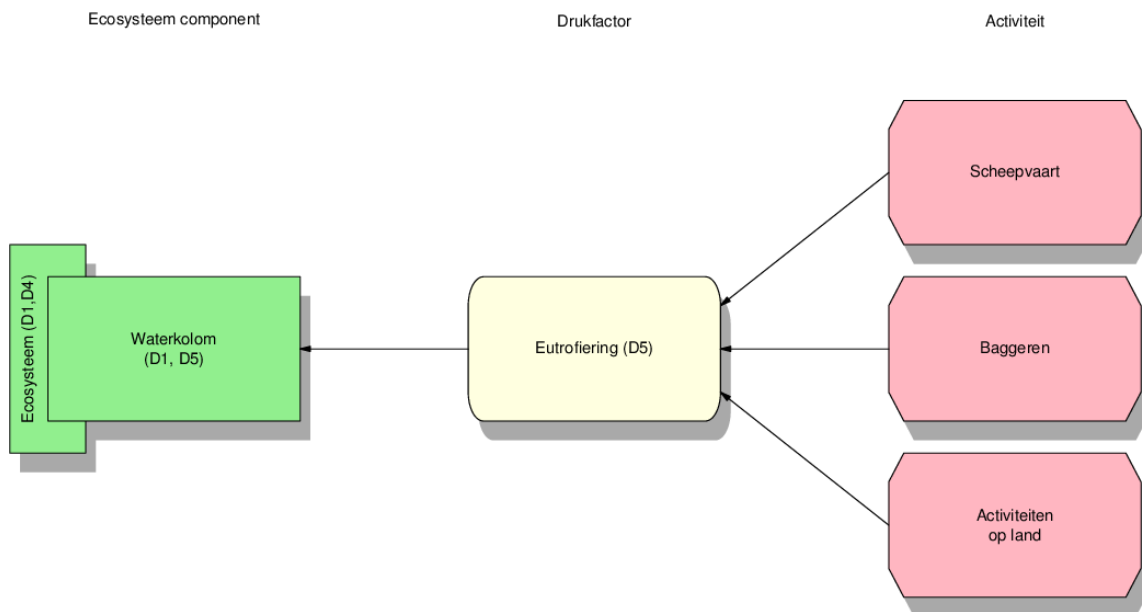 Ecosysteem component
Drukfactor
Activiteit
Scheepvaart
Ecosysteem (D1,D4)
Waterkolom
(D1, D5)
Eutrofiering (D5)
Baggeren
Activiteiten
op land